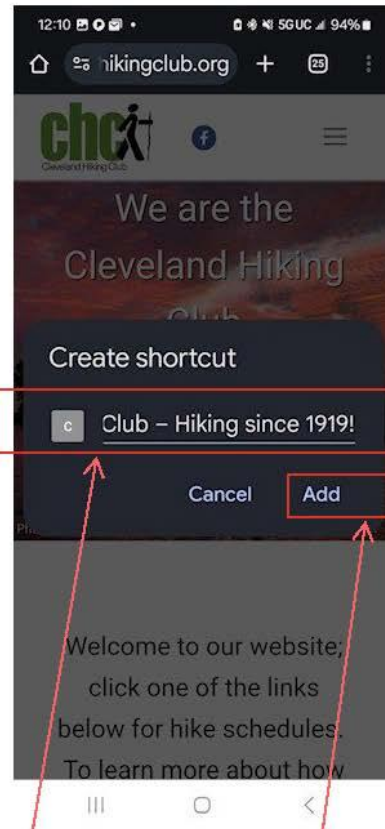 12:10 5GUC 94%
hikingclub.org + 25
chc
Cleveland Hiking Club
We are the
Cleveland Hiking
Club
Create shortcut
c Club – Hiking since 1919!
Cancel Add
Welcome to our website;
click one of the links
below for hike schedules.
To learn more about how